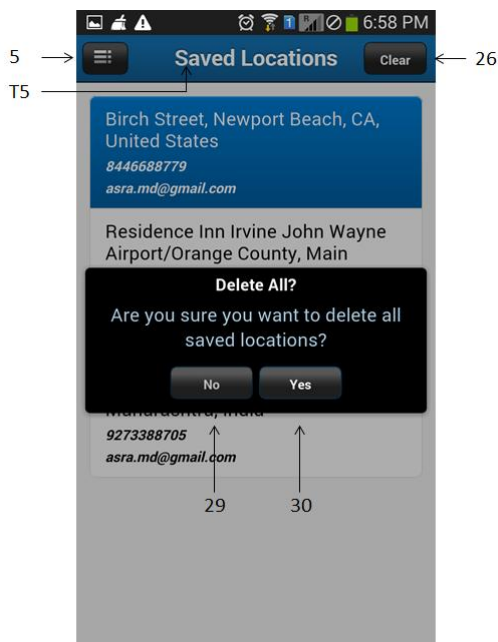 6:58 PM
5
Saved Locations
Clear
26
T5
Birch Street, Newport Beach, CA,
United States
8446688779
asra.md@gmail.com
Residence Inn Irvine John Wayne
Airport/Orange County, Main
Delete All?
Are you sure you want to delete all
saved locations?
No
Yes
Maharashtra, India
9273388705
asra.md@gmail.com
29
30